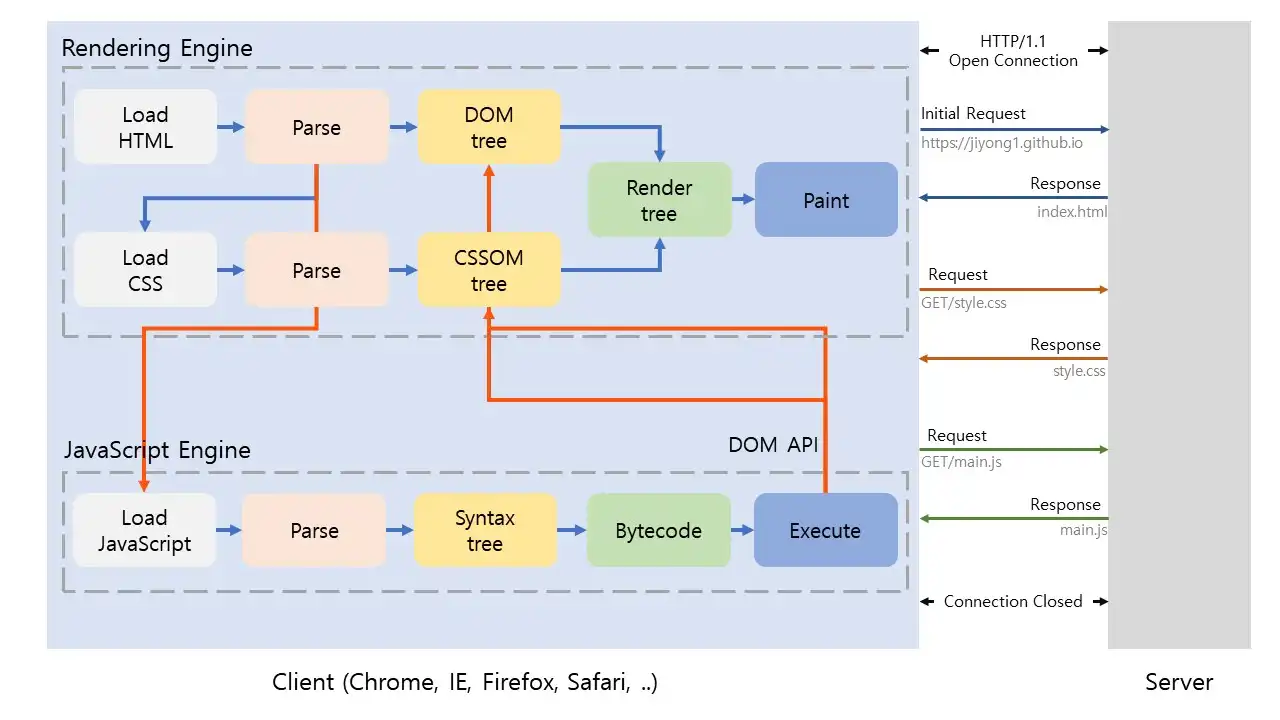 Rendering Engine
Load
HTML
Parse
DOM
tree
Render
tree
Paint
Load
CSS
Parse
CSSOM
tree
JavaScript Engine
DOM API
Load
JavaScript
Parse
Syntax
tree
Bytecode
Execute
HTTP/1.1
Open Connection
Initial Request
https://jiyong1.github.io
Response
index.html
Request
GET/style.css
Response
style.css
Request
GET/main.js
Response
main.js
Connection Closed
Client (Chrome, IE, Firefox, Safari, ..)
Server